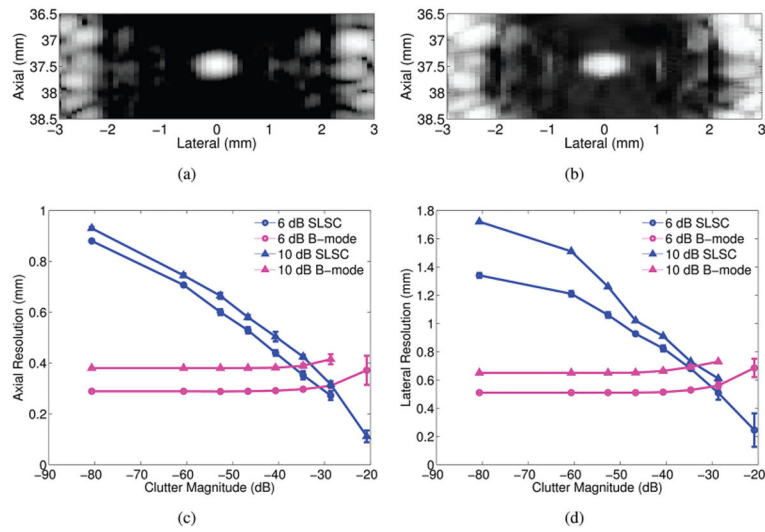 36.5
37
37.5
38
38.5
Axial (mm)
−3 −2 −1 0 1 2 3
Lateral (mm)
(a)
36.5
37
37.5
38
38.5
Axial (mm)
−3 −2 −1 0 1 2 3
Lateral (mm)
(b)
1
0.8
0.6
0.4
0.2
0
Axial Resolution (mm)
6 dB SLSC
6 dB B−mode
10 dB SLSC
10 dB B−mode
−90 −80 −70 −60 −50 −40 −30 −20
Clutter Magnitude (dB)
(c)
1.8
1.6
1.4
1.2
1
0.8
0.6
0.4
0.2
0
Lateral Resolution (mm)
6 dB SLSC
6 dB B−mode
10 dB SLSC
10 dB B−mode
−90 −80 −70 −60 −50 −40 −30 −20
Clutter Magnitude (dB)
(d)